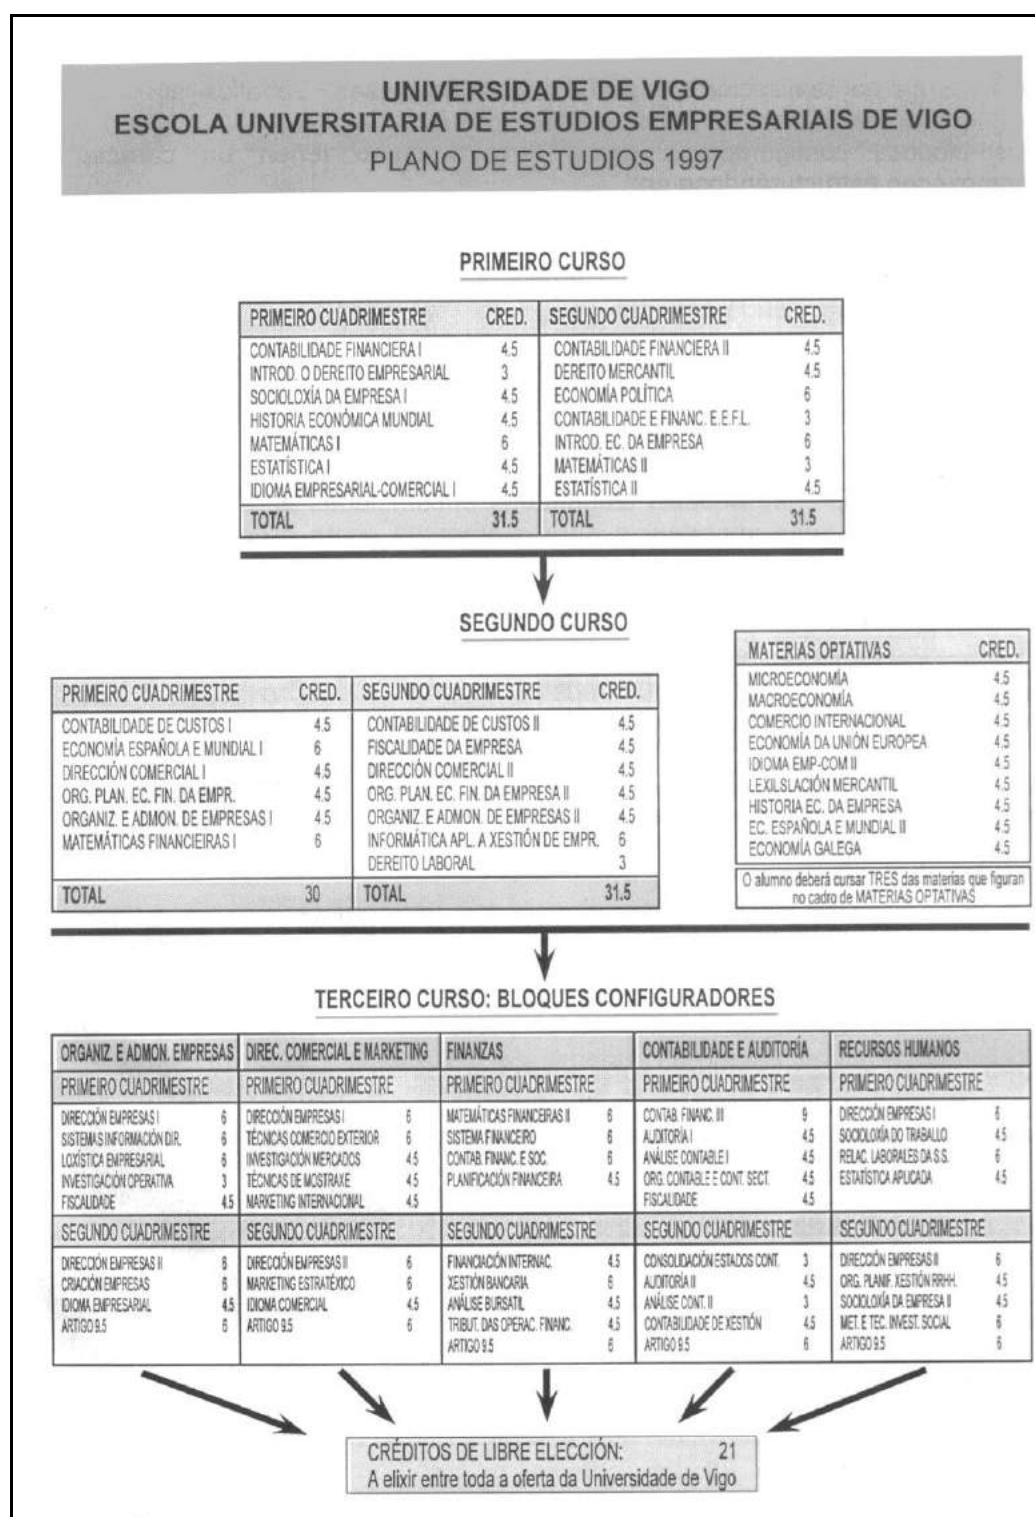 UNIVERSIDADE DE VIGO
ESCOLA UNIVERSITARIA DE ESTUDIOS EMPRESARIAIS DE VIGO
PLANO DE ESTUDIOS 1997
PRIMEIRO CURSO
PRIMEIRO CUADRIMESTRE CRED.
CONTABILIDADE FINANCIERA I 4.5
INTROD. O DEREITO EMPRESARIAL 3
SOCIOLOXÍA DA EMPRESA I 4.5
HISTORIA ECONÓMICA MUNDIAL 4.5
MATEMÁTICAS I 6
ESTATÍSTICA I 4.5
IDIOMA EMPRESARIAL-COMERCIAL I 4.5
TOTAL 31.5
SEGUNDO CUADRIMESTRE CRED.
CONTABILIDADE FINANCIERA II 4.5
DEREITO MERCANTIL 4.5
ECONOMÍA POLÍTICA 6
CONTABILIDADE E FINANC. E.E.F.L. 3
INTROD. EC. DA EMPRESA 6
MATEMÁTICAS II 3
ESTATÍSTICA II 4.5
TOTAL 31.5
SEGUNDO CURSO
PRIMEIRO CUADRIMESTRE CRED.
CONTABILIDADE DE CUSTOS I 4.5
ECONOMÍA ESPAÑOLA E MUNDIAL I 6
DIRECCIÓN COMERCIAL I 4.5
ORG. PLAN. EC. FIN. DA EMPR. 4.5
ORGANIZ. E ADMON. DE EMPRESAS I 4.5
MATEMÁTICAS FINANCIEIRAS I 6
TOTAL 30
SEGUNDO CUADRIMESTRE CRED.
CONTABILIDADE DE CUSTOS II 4.5
FISCALIDADE DA EMPRESA 4.5
DIRECCIÓN COMERCIAL II 4.5
ORG. PLAN. EC. FIN. DA EMPRESA II 4.5
ORGANIZ. E ADMON. DE EMPRESAS II 4.5
INFORMÁTICA APL. A XESTIÓN DE EMPR. 6
DEREITO LABORAL 3
TOTAL 31.5
MATERIAS OPTATIVAS CRED.
MICROECONOMÍA 4.5
MACROECONOMÍA 4.5
COMERCIO INTERNACIONAL 4.5
ECONOMÍA DA UNIÓN EUROPEA 4.5
IDIOMA EMP-COM II 4.5
LEXILSLACIÓN MERCANTIL 4.5
HISTORIA EC. DA EMPRESA 4.5
EC. ESPAÑOLA E MUNDIAL II 4.5
ECONOMÍA GALEGA 4.5
O alumno deberá cursar TRES das materias que figuran
no cadro de MATERIAS OPTATIVAS
TERCEIRO CURSO: BLOQUES CONFIGURADORES
ORGANIZ. E ADMON. EMPRESAS
PRIMEIRO CUADRIMESTRE
DIRECCIÓN EMPRESAS I 6
SISTEMAS INFORMACIÓN DIR. 6
LOXÍSTICA EMPRESARIAL 6
INVESTIGACIÓN OPERATIVA 3
FISCALIDADE 4.5
SEGUNDO CUADRIMESTRE
DIRECCIÓN EMPRESAS II 6
CRIACIÓN EMPRESAS 6
IDIOMA EMPRESARIAL 4.5
ARTIGO 9.5 6
DIREC. COMERCIAL E MARKETING
PRIMEIRO CUADRIMESTRE
DIRECCIÓN EMPRESAS I 6
TÉCNICAS COMERCIO EXTERIOR 6
INVESTIGACIÓN MERCADOS 4.5
TÉCNICAS DE MOSTRAXE 4.5
MARKETING INTERNACIONAL 4.5
SEGUNDO CUADRIMESTRE
DIRECCIÓN EMPRESAS II 6
MARKETING ESTRATÉXICO 6
IDIOMA COMERCIAL 4.5
ARTIGO 9.5 6
FINANZAS
PRIMEIRO CUADRIMESTRE
MATEMÁTICAS FINANCEIRAS II 6
SISTEMA FINANCEIRO 6
CONTAB. FINANC. E SOC. 6
PLANIFICACIÓN FINANCEIRA 4.5
SEGUNDO CUADRIMESTRE
FINANCIACIÓN INTERNAC. 4.5
XESTIÓN BANCARIA 6
ANÁLISE BURSATIL 4.5
TRIBUT. DAS OPERAC. FINANC. 4.5
ARTIGO 9.5 6
CONTABILIDADE E AUDITORÍA
PRIMEIRO CUADRIMESTRE
CONTAB. FINANC. III 9
AUDITORÍA I 4.5
ANÁLISE CONTABLE I 4.5
ORG. CONTABLE E CONT. SECT. 4.5
FISCALIDADE 4.5
SEGUNDO CUADRIMESTRE
CONSOLIDACIÓN ESTADOS CONT. 3
AUDITORÍA II 4.5
ANÁLISE CONT. II 3
CONTABILIDADE DE XESTIÓN 4.5
ARTIGO 9.5 6
RECURSOS HUMANOS
PRIMEIRO CUADRIMESTRE
DIRECCIÓN EMPRESAS I 6
SOCIOLOXÍA DO TRABALLO 4.5
RELAC. LABORALES DA S.S. 6
ESTATÍSTICA APLICADA 4.5
SEGUNDO CUADRIMESTRE
DIRECCIÓN EMPRESAS II 6
ORG. PLANIF. XESTIÓN RRHH. 4.5
SOCIOLOXÍA DA EMPRESA II 4.5
MET. E TEC. INVEST. SOCIAL 6
ARTIGO 9.5 6
CRÉDITOS DE LIBRE ELECCIÓN: 21
A elixir entre toda a oferta da Universidade de Vigo